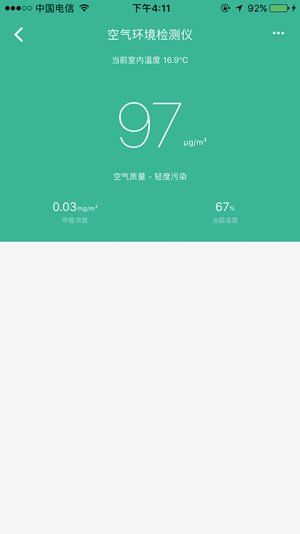 中国电信 下午4:11 92%
空气环境检测仪
当前室内温度 16.9°C
97 μg/m³
空气质量 - 轻度污染
0.03mg/m³ 67%
甲醛浓度 当前湿度